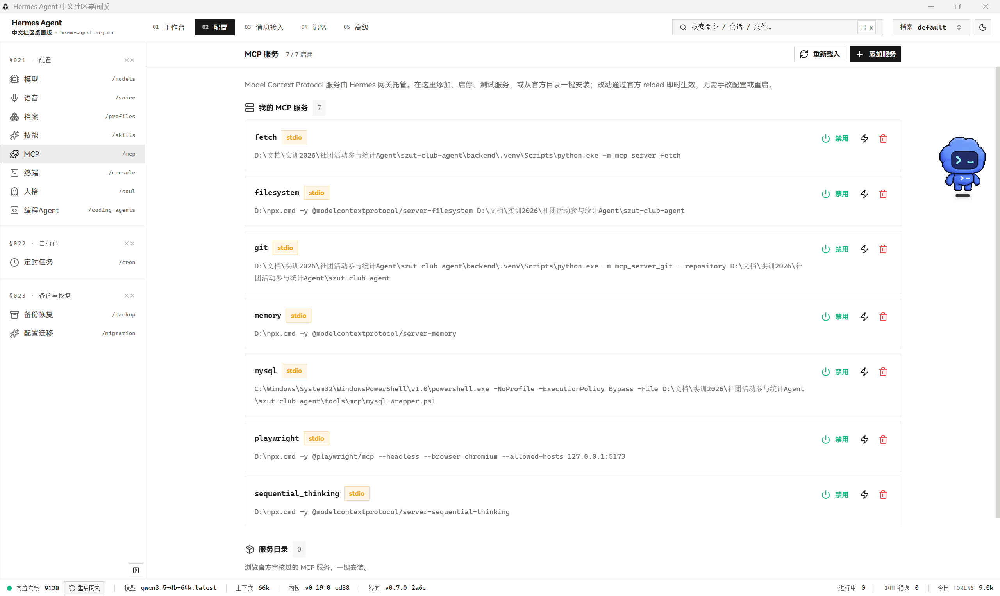 Hermes Agent 中文社区桌面版
Hermes Agent
中文社区桌面版 · hermesagent.org.cn
01 工作台
02 配置
03 消息接入
04 记忆
05 高级
搜索命令 / 会话 / 文件… ⌘ K
档案 default
§021 · 配置
模型 /models
语音 /voice
档案 /profiles
技能 /skills
MCP /mcp
终端 /console
人格 /soul
编程Agent /coding-agents
§022 · 自动化
定时任务 /cron
§023 · 备份与恢复
备份恢复 /backup
配置迁移 /migration
MCP 服务 7 / 7 启用
重新载入
添加服务
Model Context Protocol 服务由 Hermes 网关托管。在这里添加、启停、测试服务，或从官方目录一键安装；改动通过官方 reload 即时生效，无需手改配置或重启。
我的 MCP 服务 7
fetch stdio 禁用
D:\文档\实训2026\社团活动参与统计Agent\szut-club-agent\backend\.venv\Scripts\python.exe -m mcp_server_fetch
filesystem stdio 禁用
D:\npx.cmd -y @modelcontextprotocol/server-filesystem D:\文档\实训2026\社团活动参与统计Agent\szut-club-agent
git stdio 禁用
D:\文档\实训2026\社团活动参与统计Agent\szut-club-agent\backend\.venv\Scripts\python.exe -m mcp_server_git --repository D:\文档\实训2026\社
团活动参与统计Agent\szut-club-agent
memory stdio 禁用
D:\npx.cmd -y @modelcontextprotocol/server-memory
mysql stdio 禁用
C:\Windows\System32\WindowsPowerShell\v1.0\powershell.exe -NoProfile -ExecutionPolicy Bypass -File D:\文档\实训2026\社团活动参与统计Agent
\szut-club-agent\tools\mcp\mysql-wrapper.ps1
playwright stdio 禁用
D:\npx.cmd -y @playwright/mcp --headless --browser chromium --allowed-hosts 127.0.0.1:5173
sequential_thinking stdio 禁用
D:\npx.cmd -y @modelcontextprotocol/server-sequential-thinking
服务目录 0
浏览官方审核过的 MCP 服务，一键安装。
内置内核 9120 重启网关 模型 qwen3.5-4b-64k:latest 上下文 66k 内核 v0.19.0 cd88 界面 v0.7.0 2a6c 进行中 0 24H 错误 0 今日 TOKENS 9.0k